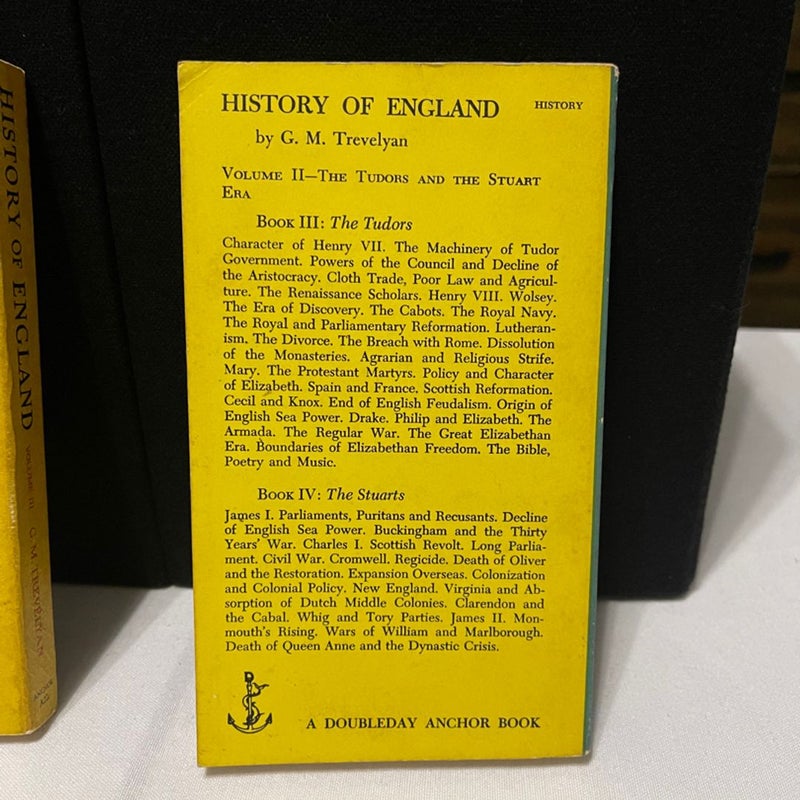 HISTORY OF ENGLAND
VOLUME III
G. M. TREVELYAN
ANCHOR
HISTORY OF ENGLAND
HISTORY
by G. M. Trevelyan
VOLUME II—THE TUDORS AND THE STUART
ERA
BOOK III: The Tudors
Character of Henry VII. The Machinery of Tudor
Government. Powers of the Council and Decline of
the Aristocracy. Cloth Trade, Poor Law and Agricul-
ture. The Renaissance Scholars. Henry VIII. Wolsey.
The Era of Discovery. The Cabots. The Royal Navy.
The Royal and Parliamentary Reformation. Lutheran-
ism. The Divorce. The Breach with Rome. Dissolution
of the Monasteries. Agrarian and Religious Strife.
Mary. The Protestant Martyrs. Policy and Character
of Elizabeth. Spain and France. Scottish Reformation.
Cecil and Knox. End of English Feudalism. Origin of
English Sea Power. Drake. Philip and Elizabeth. The
Armada. The Regular War. The Great Elizabethan
Era. Boundaries of Elizabethan Freedom. The Bible,
Poetry and Music.
BOOK IV: The Stuarts
James I. Parliaments, Puritans and Recusants. Decline
of English Sea Power. Buckingham and the Thirty
Years' War. Charles I. Scottish Revolt. Long Parlia-
ment. Civil War. Cromwell. Regicide. Death of Oliver
and the Restoration. Expansion Overseas. Colonization
and Colonial Policy. New England. Virginia and Ab-
sorption of Dutch Middle Colonies. Clarendon and
the Cabal. Whig and Tory Parties. James II. Mon-
mouth's Rising. Wars of William and Marlborough.
Death of Queen Anne and the Dynastic Crisis.
A DOUBLEDAY ANCHOR BOOK